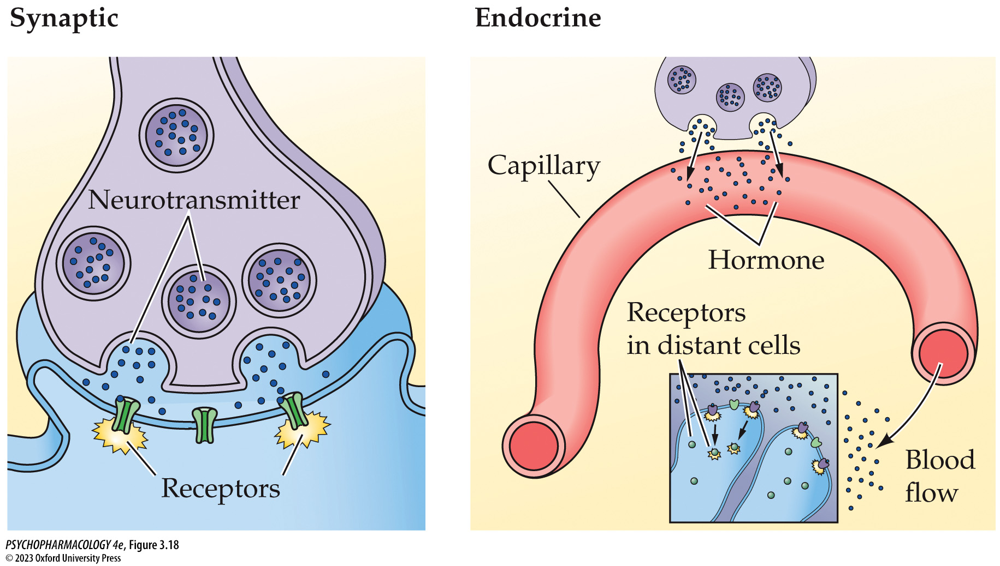 Synaptic
Endocrine
Neurotransmitter
Receptors
Capillary
Hormone
Receptors
in distant cells
Blood
flow
PSYCHOPHARMACOLOGY 4e, Figure 3.18
© 2023 Oxford University Press